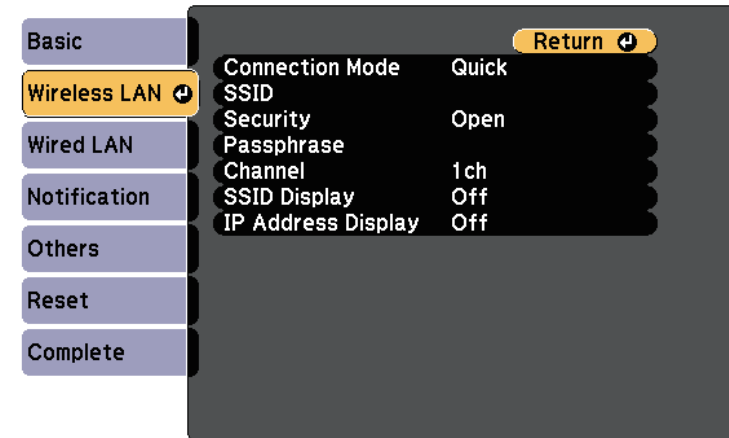 Basic
Wireless LAN
Wired LAN
Notification
Others
Reset
Complete
Return
Connection Mode Quick
SSID
Security Open
Passphrase
Channel 1ch
SSID Display Off
IP Address Display Off